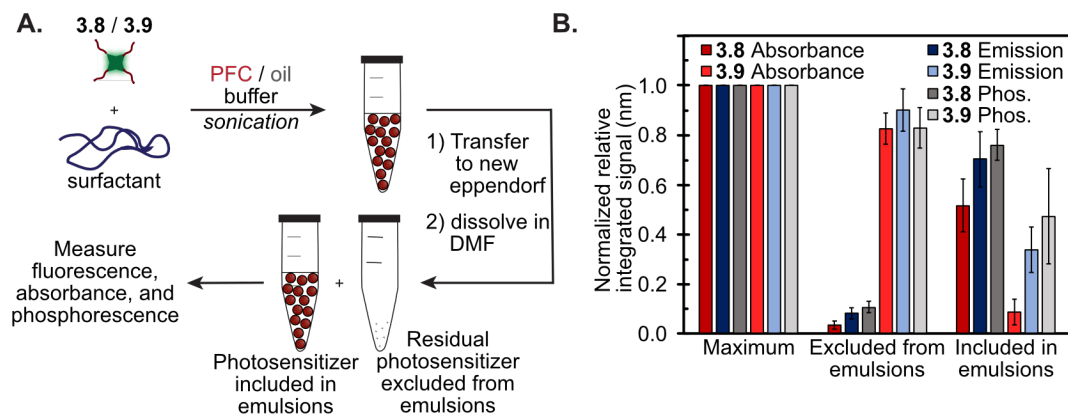 A.
3.8 / 3.9
+
surfactant
PFC / oil
buffer
sonication
1) Transfer
to new
eppendorf
2) dissolve in
DMF
Measure
fluorescence,
absorbance, and
phosphorescence
+
Photosensitizer
included in
emulsions
Residual
photosensitizer
excluded from
emulsions
B.
3.8 Absorbance
3.9 Absorbance
3.8 Emission
3.9 Emission
3.8 Phos.
3.9 Phos.
Normalized relative
integrated signal (nm)
1.0
0.8
0.6
0.4
0.2
0.0
Maximum
Excluded from
emulsions
Included in
emulsions